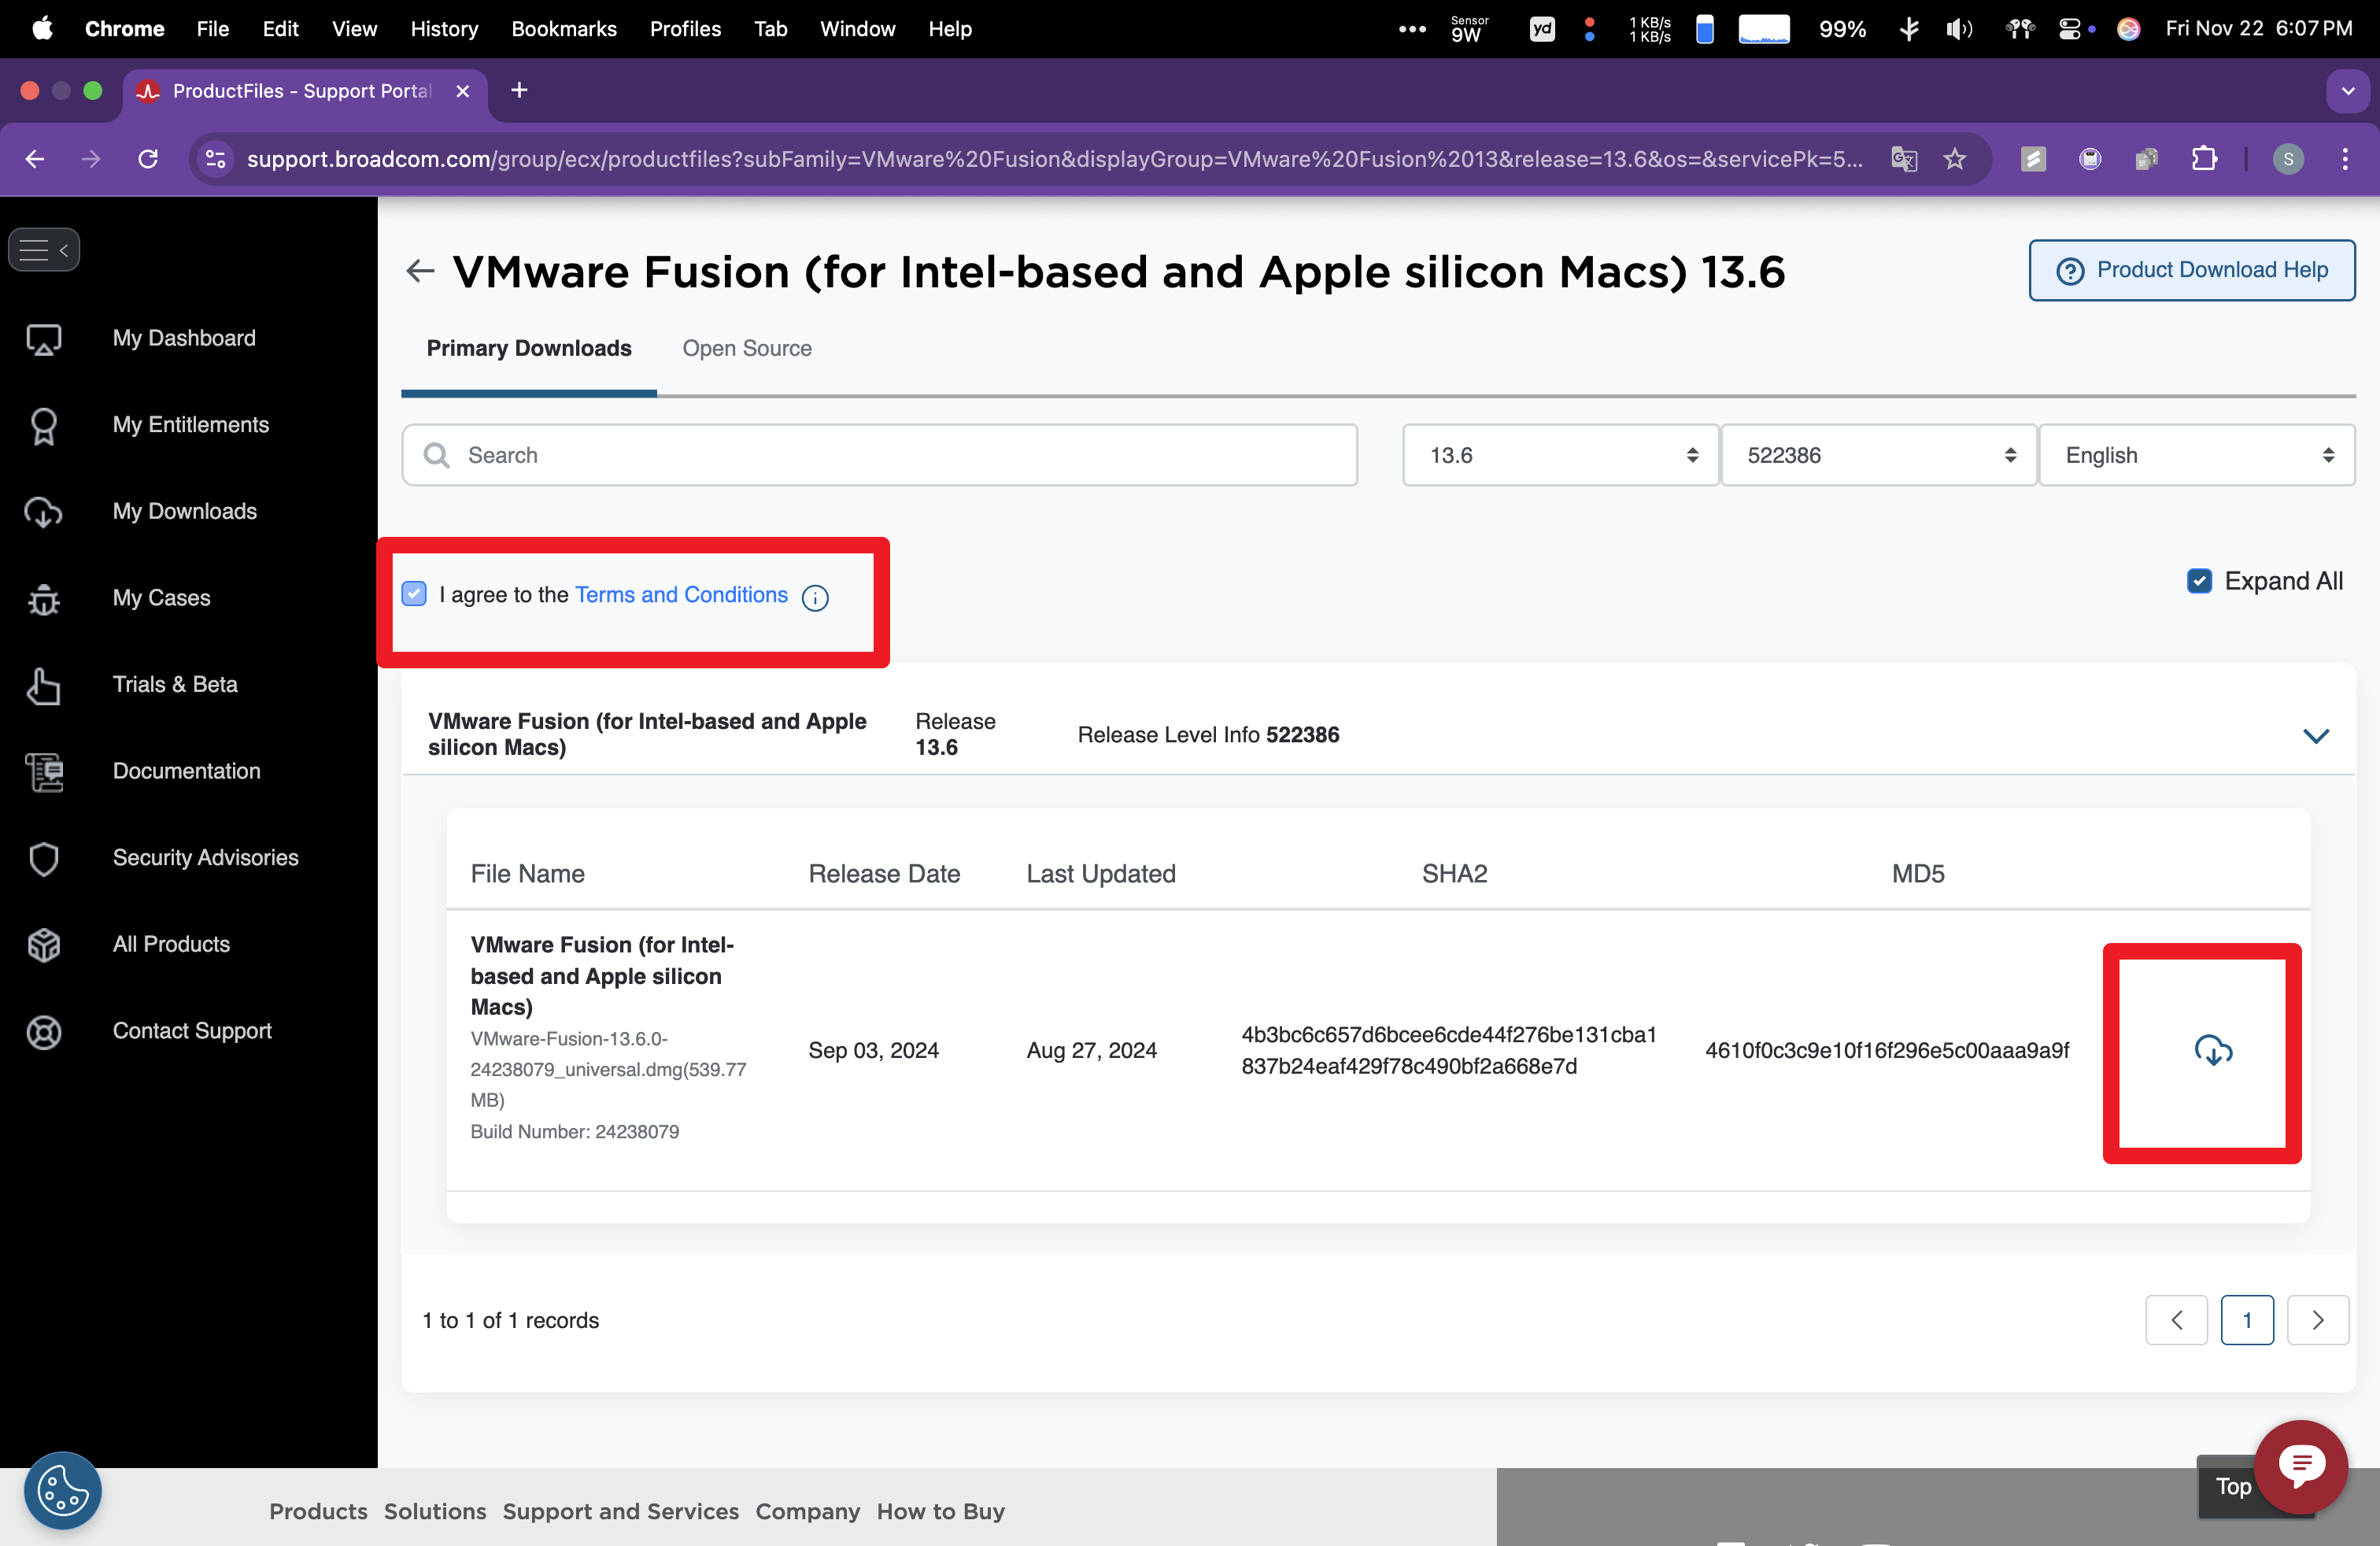 Chrome File Edit View History Bookmarks Profiles Tab Window Help
Sensor
9W
yd
1 KB/s
1 KB/s
99%
Fri Nov 22 6:07 PM
ProductFiles - Support Portal
support.broadcom.com/group/ecx/productfiles?subFamily=VMware%20Fusion&displayGroup=VMware%20Fusion%2013&release=13.6&os=&servicePk=5...
S
My Dashboard
My Entitlements
My Downloads
My Cases
Trials & Beta
Documentation
Security Advisories
All Products
Contact Support
VMware Fusion (for Intel-based and Apple silicon Macs) 13.6
Product Download Help
Primary Downloads
Open Source
Search
13.6
522386
English
I agree to the Terms and Conditions
Expand All
VMware Fusion (for Intel-based and Apple
silicon Macs)
Release
13.6
Release Level Info 522386
File Name
Release Date
Last Updated
SHA2
MD5
VMware Fusion (for Intel-
based and Apple silicon
Macs)
VMware-Fusion-13.6.0-
24238079_universal.dmg(539.77
MB)
Build Number: 24238079
Sep 03, 2024
Aug 27, 2024
4b3bc6c657d6bcee6cde44f276be131cba1
837b24eaf429f78c490bf2a668e7d
4610f0c3c9e10f16f296e5c00aaa9a9f
1 to 1 of 1 records
1
Top
Products Solutions Support and Services Company How to Buy